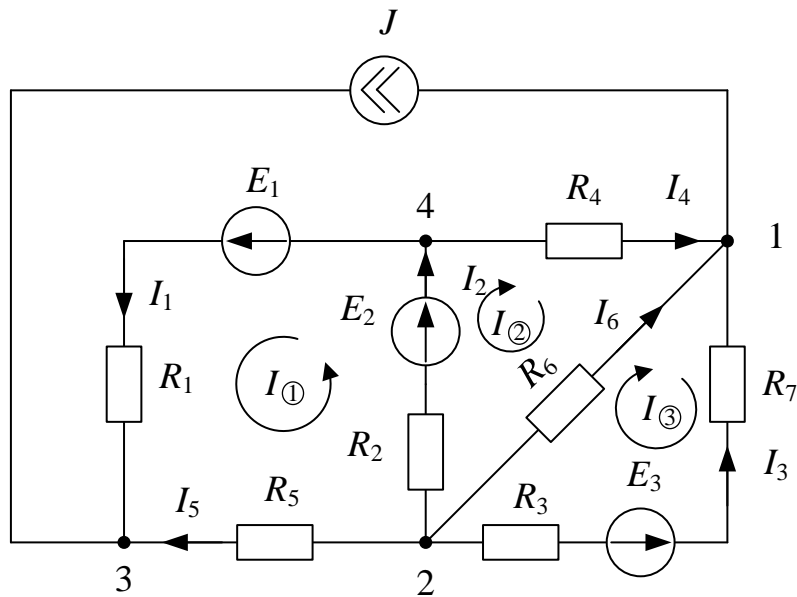 J
E₁
4
R₄
I₄
1
I₁
E₂
I₂
I②
I₆
R₁
I①
R₆
I③
R₇
R₂
I₅
R₅
R₃
E₃
I₃
3
2